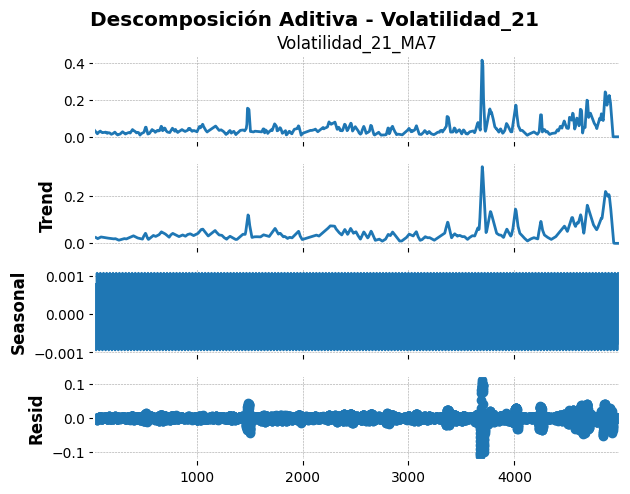 Descomposición Aditiva - Volatilidad_21
Volatilidad_21_MA7
0.4
0.2
0.0
Trend
0.2
0.0
Seasonal
0.001
0.000
−0.001
Resid
0.1
0.0
−0.1
1000 2000 3000 4000